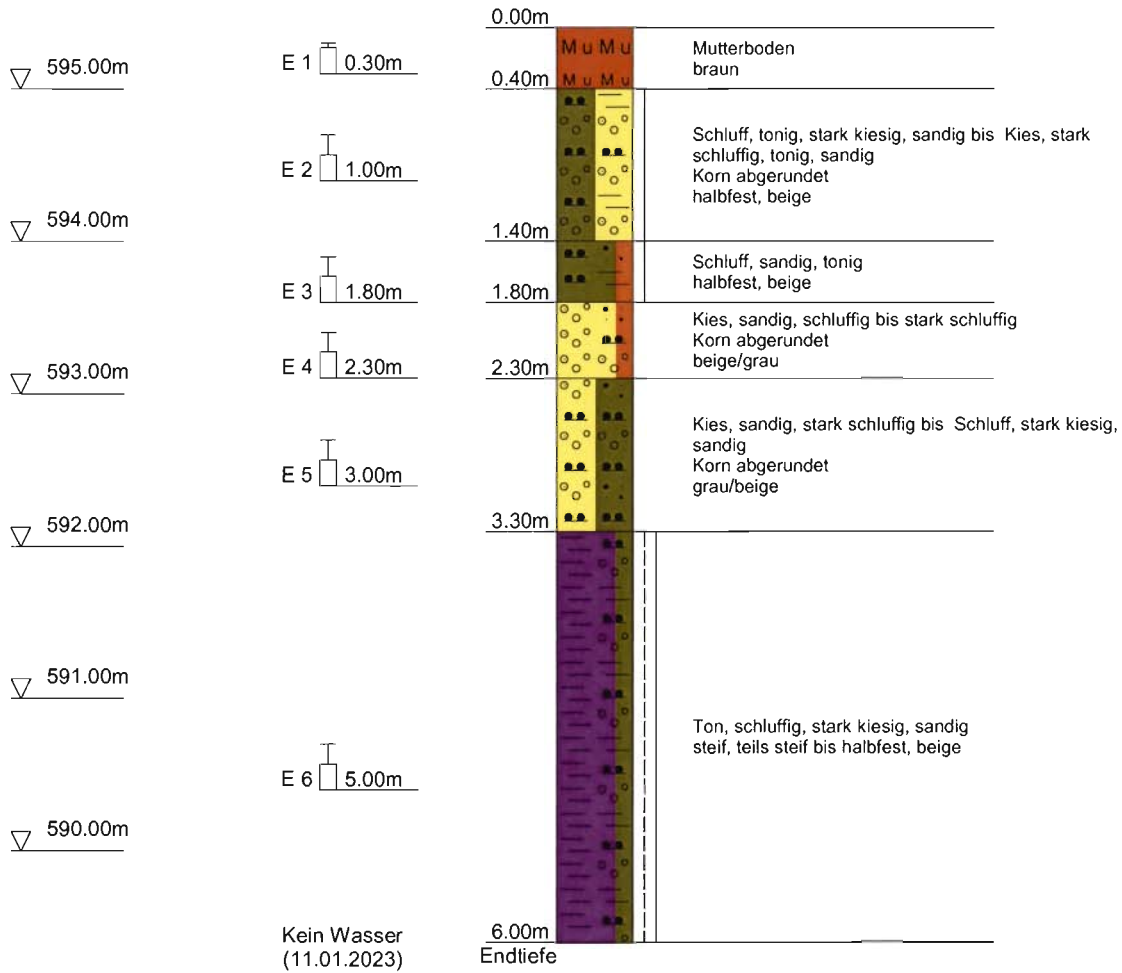 0.00m
M u M u
Mutterboden
595.00m
E 1
0.30m
braun
0.40m
M u M u
Schluff, tonig, stark kiesig, sandig bis Kies, stark
schluffig, tonig, sandig
E 2
1.00m
Korn abgerundet
halbfest, beige
594.00m
1.40m
Schluff, sandig, tonig
halbfest, beige
E 3
1.80m
1.80m
Kies, sandig, schluffig bis stark schluffig
Korn abgerundet
beige/grau
593.00m
E 4
2.30m
2.30m
Kies, sandig, stark schluffig bis Schluff, stark kiesig,
sandig
Korn abgerundet
grau/beige
E 5
3.00m
592.00m
3.30m
591.00m
Ton, schluffig, stark kiesig, sandig
steif, teils steif bis halbfest, beige
E 6
5.00m
590.00m
Kein Wasser
(11.01.2023)
6.00m
Endtiefe